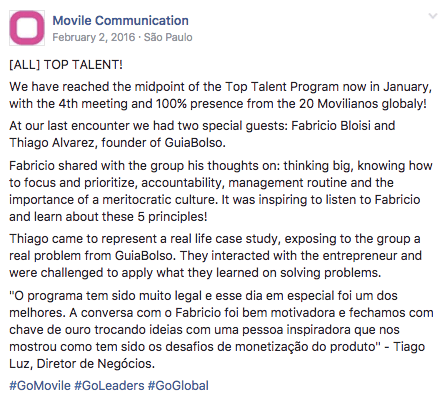 Movile Communication
February 2, 2016 · São Paulo
[ALL] TOP TALENT!
We have reached the midpoint of the Top Talent Program now in January,
with the 4th meeting and 100% presence from the 20 Movilianos globaly!
At our last encounter we had two special guests: Fabricio Bloisi and
Thiago Alvarez, founder of GuiaBolso.
Fabricio shared with the group his thoughts on: thinking big, knowing how
to focus and prioritize, accountability, management routine and the
importance of a meritocratic culture. It was inspiring to listen to Fabricio
and learn about these 5 principles!
Thiago came to represent a real life case study, exposing to the group a
real problem from GuiaBolso. They interacted with the entrepreneur and
were challenged to apply what they learned on solving problems.
"O programa tem sido muito legal e esse dia em especial foi um dos
melhores. A conversa com o Fabricio foi bem motivadora e fechamos com
chave de ouro trocando ideias com uma pessoa inspiradora que nos
mostrou como tem sido os desafios de monetização do produto" - Tiago
Luz, Diretor de Negócios.
#GoMovile #GoLeaders #GoGlobal